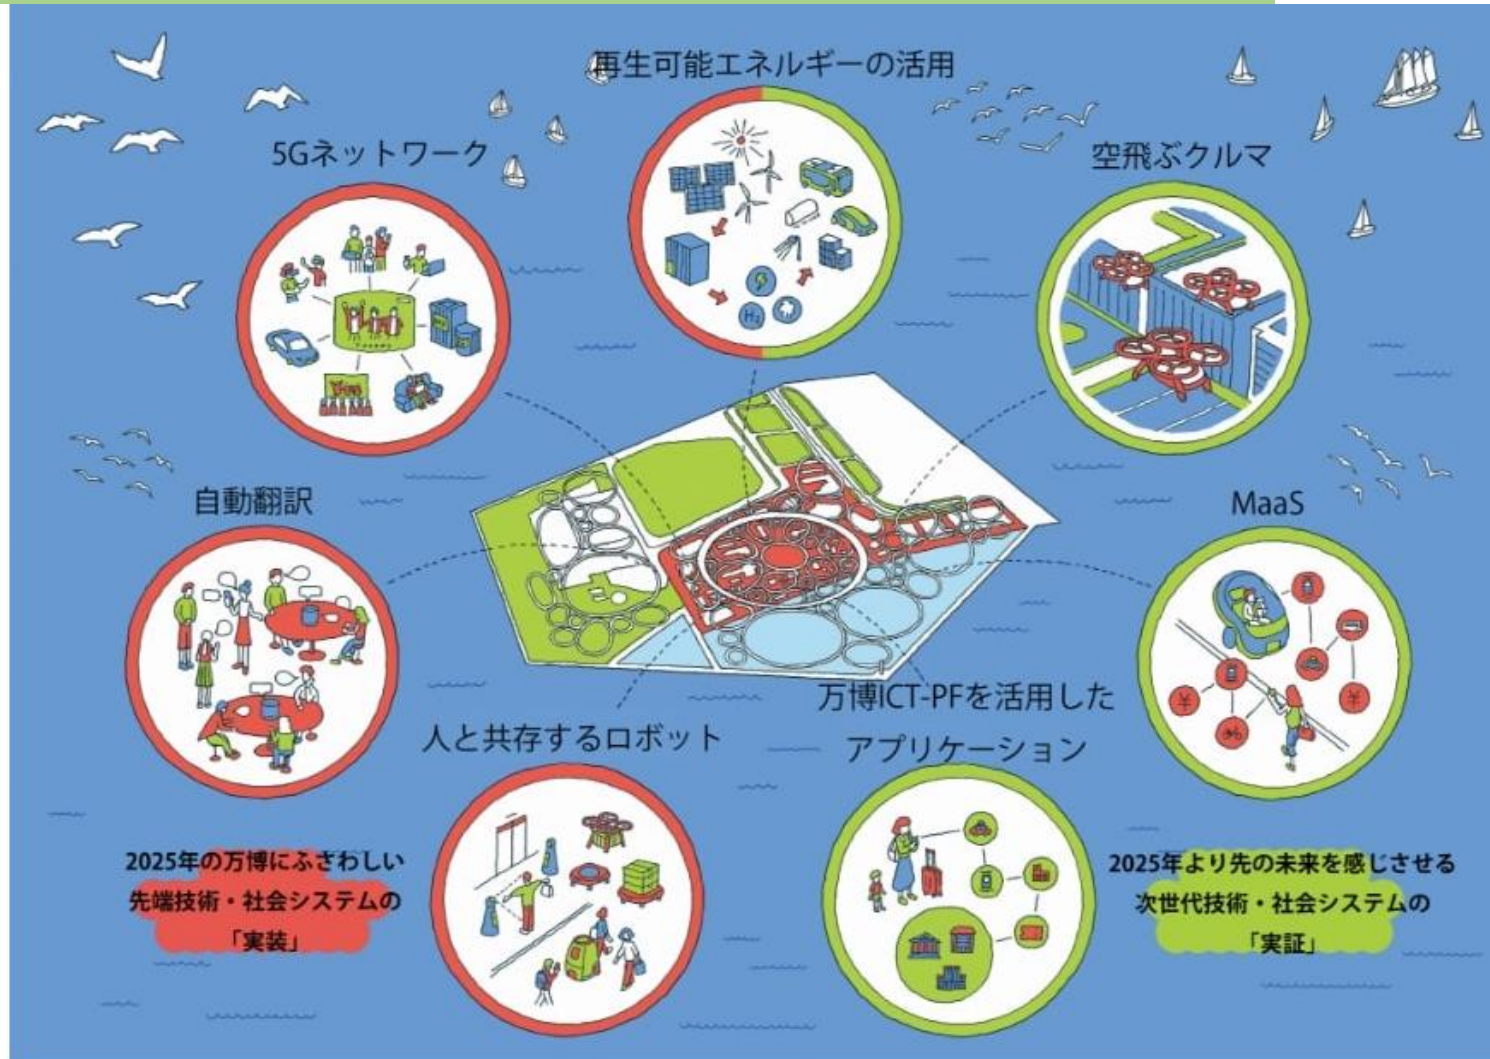 再生可能エネルギーの活用
5Gネットワーク
空飛ぶクルマ
H₂
自動翻訳
MaaS
¥
¥
人と共存するロボット
万博ICT-PFを活用した
アプリケーション
2025年の万博にふさわしい
先端技術・社会システムの
「実装」
2025年より先の未来を感じさせる
次世代技術・社会システムの
「実証」